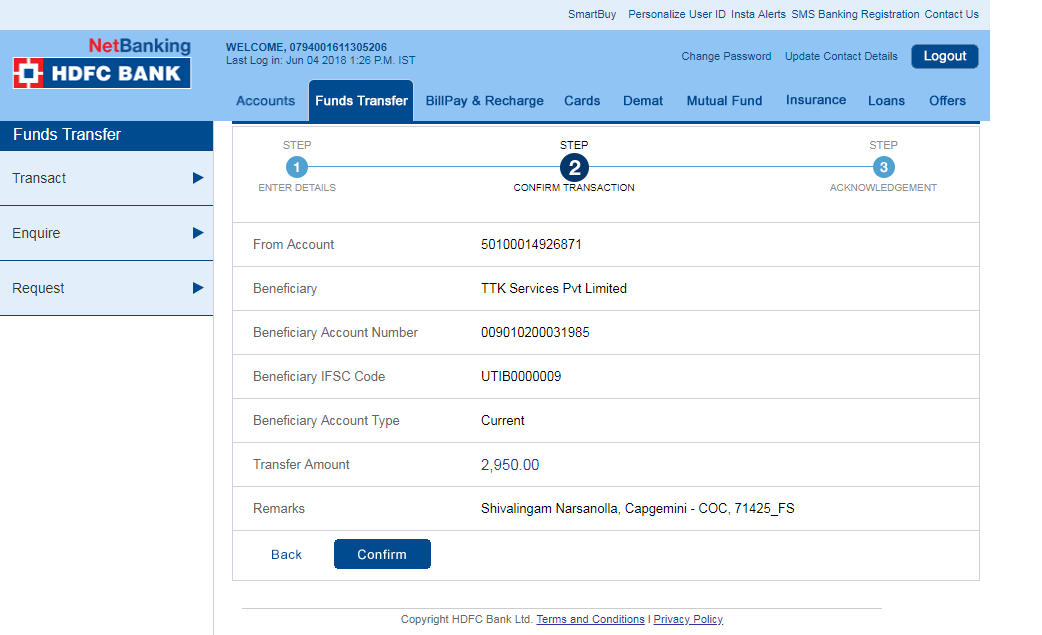 SmartBuy Personalize User ID Insta Alerts SMS Banking Registration Contact Us
NetBanking
HDFC BANK
WELCOME, 0794001611305206
Last Log in: Jun 04 2018 1:26 P.M. IST
Change Password Update Contact Details Logout
Accounts Funds Transfer BillPay & Recharge Cards Demat Mutual Fund Insurance Loans Offers
Funds Transfer
Transact
Enquire
Request
STEP STEP STEP
1 2 3
ENTER DETAILS CONFIRM TRANSACTION ACKNOWLEDGEMENT
From Account 50100014926871
Beneficiary TTK Services Pvt Limited
Beneficiary Account Number 009010200031985
Beneficiary IFSC Code UTIB0000009
Beneficiary Account Type Current
Transfer Amount 2,950.00
Remarks Shivalingam Narsanolla, Capgemini - COC, 71425_FS
Back Confirm
Copyright HDFC Bank Ltd. Terms and Conditions I Privacy Policy